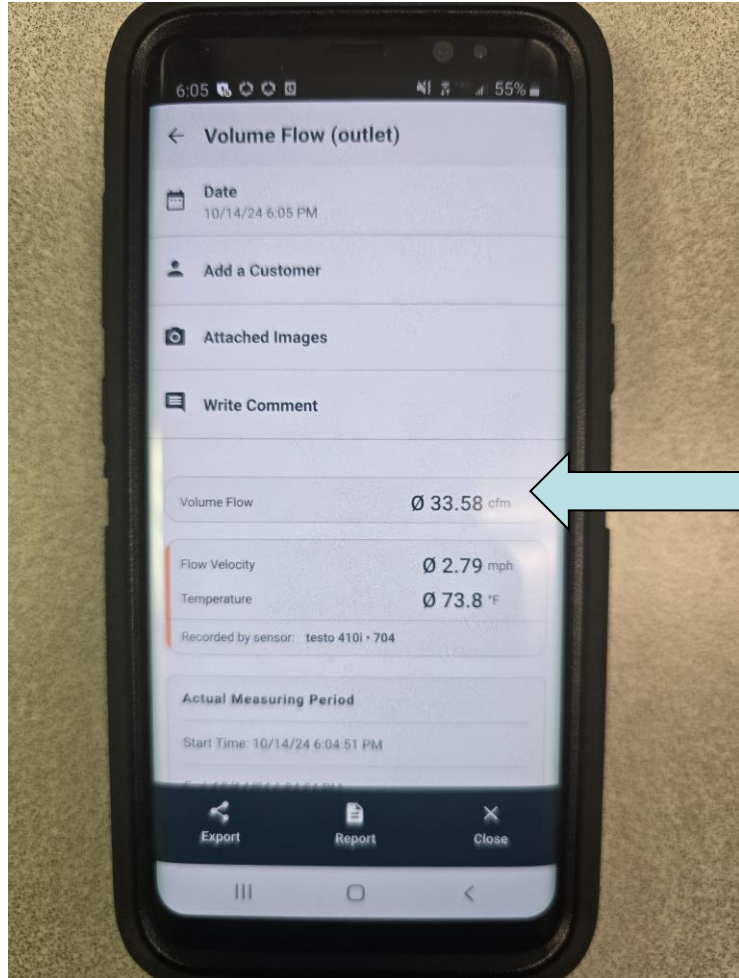 6:05 55%
← Volume Flow (outlet)
Date
10/14/24 6:05 PM
Add a Customer
Attached Images
Write Comment
Volume Flow Ø 33.58 cfm
Flow Velocity Ø 2.79 mph
Temperature Ø 73.8 °F
Recorded by sensor: testo 410i • 704
Actual Measuring Period
Start Time: 10/14/24 6:04:51 PM
Export Report Close